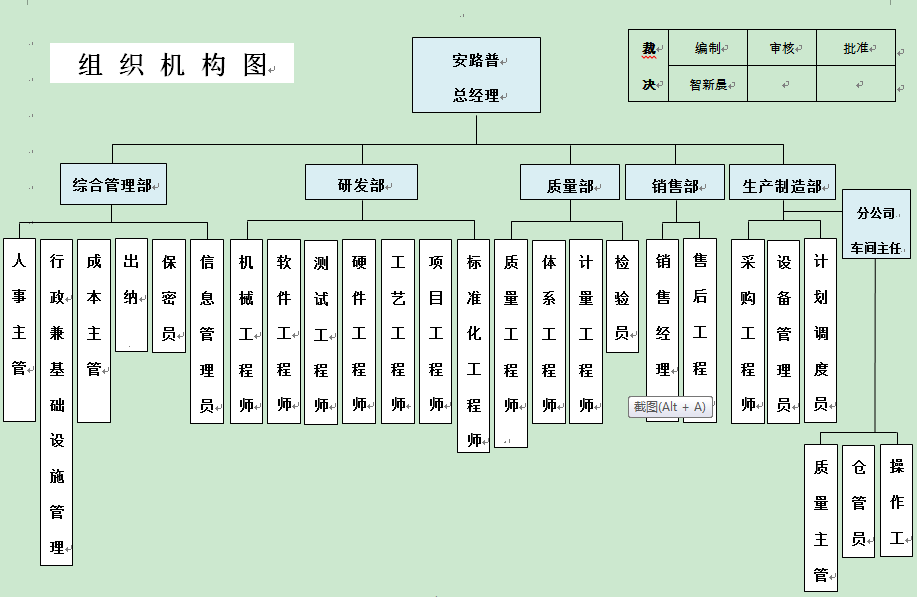 组织机构图
安路普
总经理
裁决
编制
审核
批准
智新晨
综合管理部
研发部
质量部
销售部
生产制造部
分公司
车间主任
人事主管
行政兼基础设施管理
成本主管
出纳
保密员
信息管理员
机械工程师
软件工程师
测试工程师
硬件工程师
工艺工程师
项目工程师
标准化工程师
质量工程师
体系工程师
计量工程师
检验员
销售经理
售后工程
采购工程师
设备管理员
计划调度员
截图(Alt + A)
质量主管
仓管员
操作工